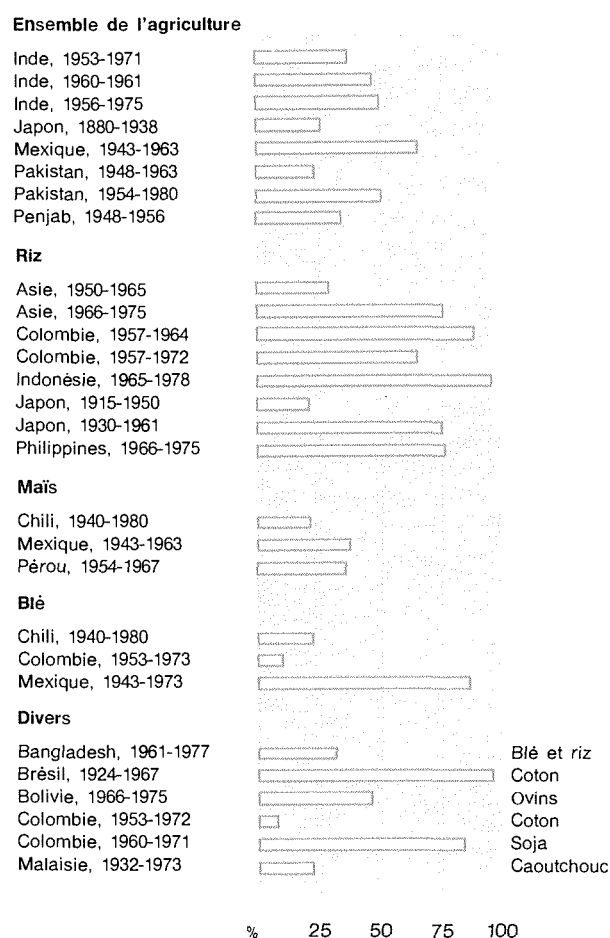 Ensemble de l'agriculture
Inde, 1953-1971
Inde, 1960-1961
Inde, 1956-1975
Japon, 1880-1938
Mexique, 1943-1963
Pakistan, 1948-1963
Pakistan, 1954-1980
Penjab, 1948-1956
Riz
Asie, 1950-1965
Asie, 1966-1975
Colombie, 1957-1964
Colombie, 1957-1972
Indonésie, 1965-1978
Japon, 1915-1950
Japon, 1930-1961
Philippines, 1966-1975
Maïs
Chili, 1940-1980
Mexique, 1943-1963
Pérou, 1954-1967
Blé
Chili, 1940-1980
Colombie, 1953-1973
Mexique, 1943-1973
Divers
Bangladesh, 1961-1977 Blé et riz
Brésil, 1924-1967 Coton
Bolivie, 1966-1975 Ovins
Colombie, 1953-1972 Coton
Colombie, 1960-1971 Soja
Malaisie, 1932-1973 Caoutchouc
% 25 50 75 100